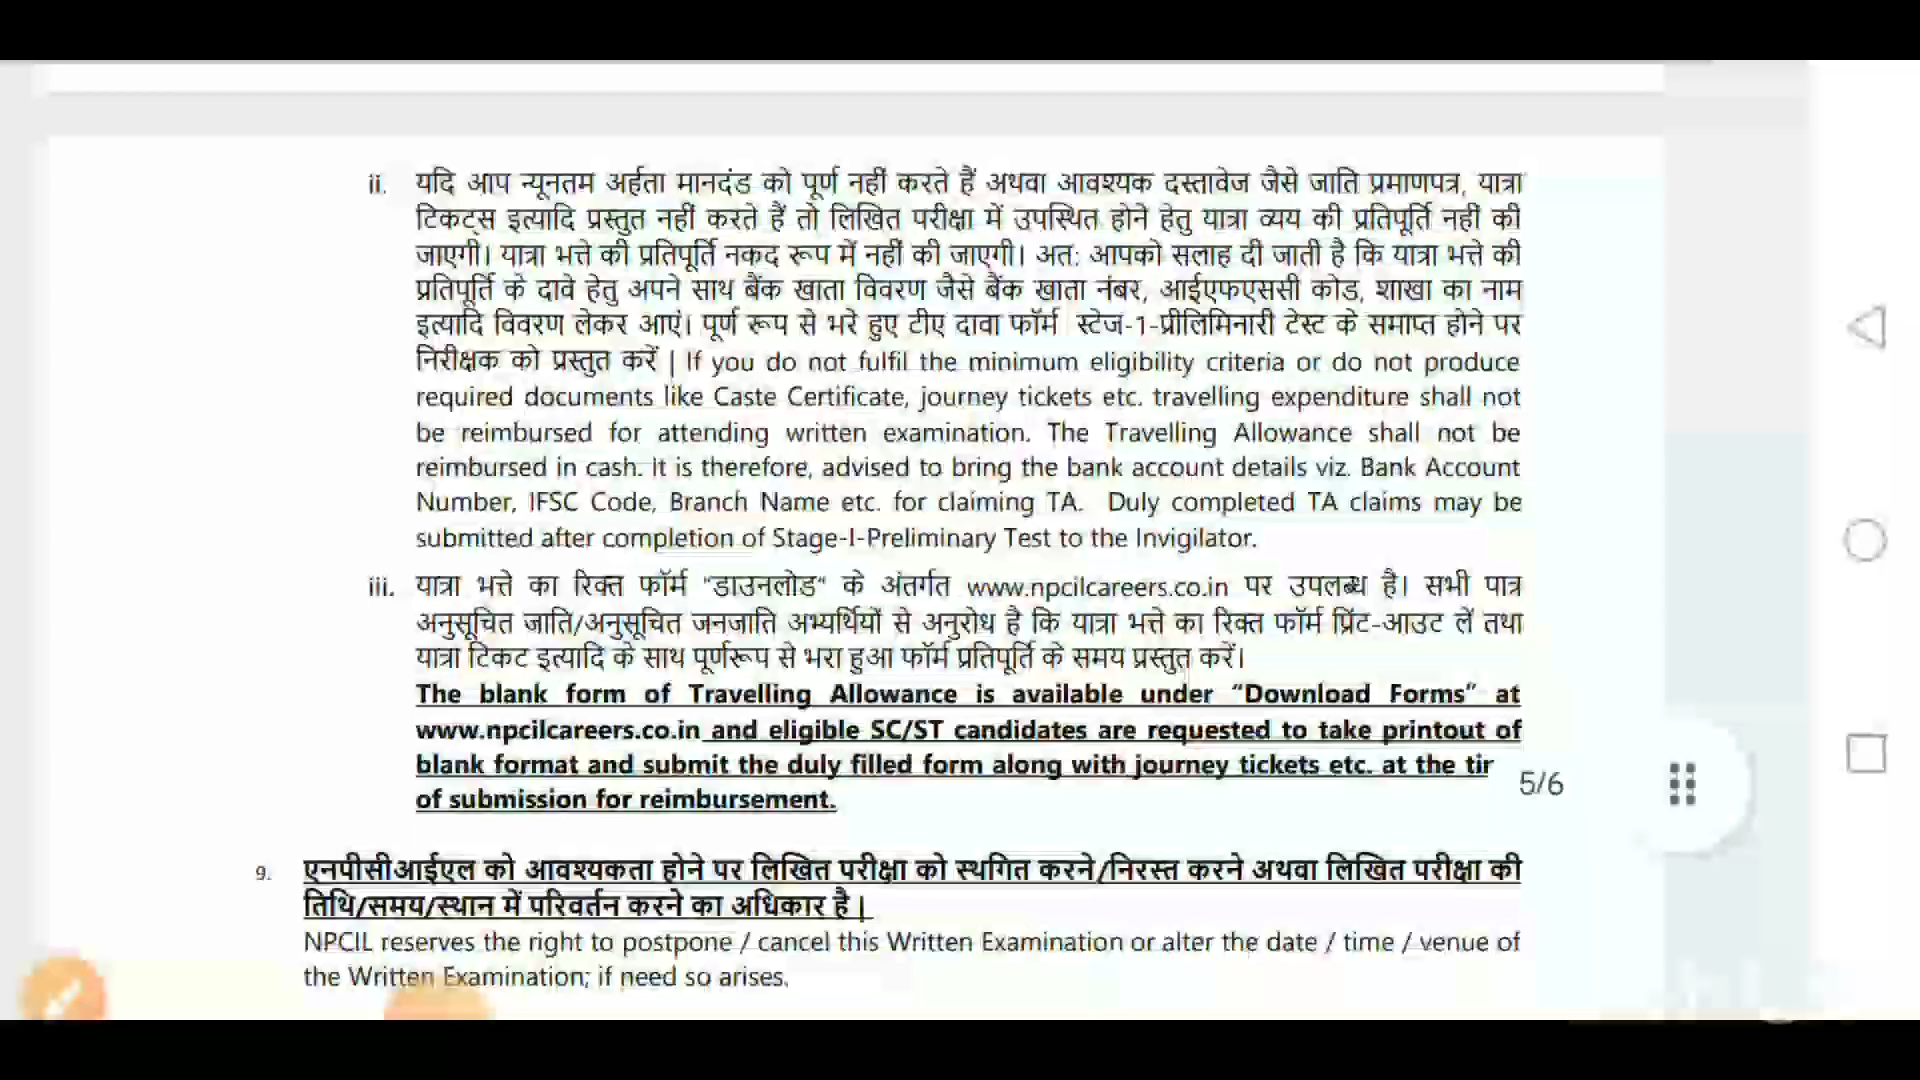 ii. यदि आप न्यूनतम अर्हता मानदंड को पूर्ण नहीं करते हैं अथवा आवश्यक दस्तावेज जैसे जाति प्रमाणपत्र, यात्रा
टिकट्स इत्यादि प्रस्तुत नहीं करते हैं तो लिखित परीक्षा में उपस्थित होने हेतु यात्रा व्यय की प्रतिपूर्ति नहीं की
जाएगी। यात्रा भत्ते की प्रतिपूर्ति नकद रूप में नहीं की जाएगी। अत: आपको सलाह दी जाती है कि यात्रा भत्ते की
प्रतिपूर्ति के दावे हेतु अपने साथ बैंक खाता विवरण जैसे बैंक खाता नंबर, आईएफएससी कोड, शाखा का नाम
इत्यादि विवरण लेकर आएं। पूर्ण रूप से भरे हुए टीए दावा फॉर्म स्टेज-1-प्रीलिमिनारी टेस्ट के समाप्त होने पर
निरीक्षक को प्रस्तुत करें | If you do not fulfil the minimum eligibility criteria or do not produce
required documents like Caste Certificate, journey tickets etc. travelling expenditure shall not
be reimbursed for attending written examination. The Travelling Allowance shall not be
reimbursed in cash. It is therefore, advised to bring the bank account details viz. Bank Account
Number, IFSC Code, Branch Name etc. for claiming TA. Duly completed TA claims may be
submitted after completion of Stage-I-Preliminary Test to the Invigilator.
iii. यात्रा भत्ते का रिक्त फॉर्म "डाउनलोड" के अंतर्गत www.npcilcareers.co.in पर उपलब्ध है। सभी पात्र
अनुसूचित जाति/अनुसूचित जनजाति अभ्यर्थियों से अनुरोध है कि यात्रा भत्ते का रिक्त फॉर्म प्रिंट-आउट लें तथा
यात्रा टिकट इत्यादि के साथ पूर्णरूप से भरा हुआ फॉर्म प्रतिपूर्ति के समय प्रस्तुत करें।
The blank form of Travelling Allowance is available under “Download Forms” at
www.npcilcareers.co.in and eligible SC/ST candidates are requested to take printout of
blank format and submit the duly filled form along with journey tickets etc. at the tir
of submission for reimbursement.
5/6
9. एनपीसीआईएल को आवश्यकता होने पर लिखित परीक्षा को स्थगित करने/निरस्त करने अथवा लिखित परीक्षा की
तिथि/समय/स्थान में परिवर्तन करने का अधिकार है |
NPCIL reserves the right to postpone / cancel this Written Examination or alter the date / time / venue of
the Written Examination; if need so arises.